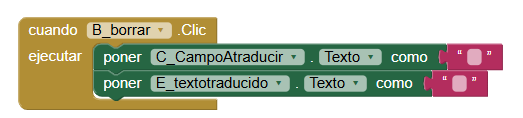 cuando B_borrar .Clic
ejecutar poner C_CampoAtraducir . Texto como " "
poner E_textotraducido . Texto como " "